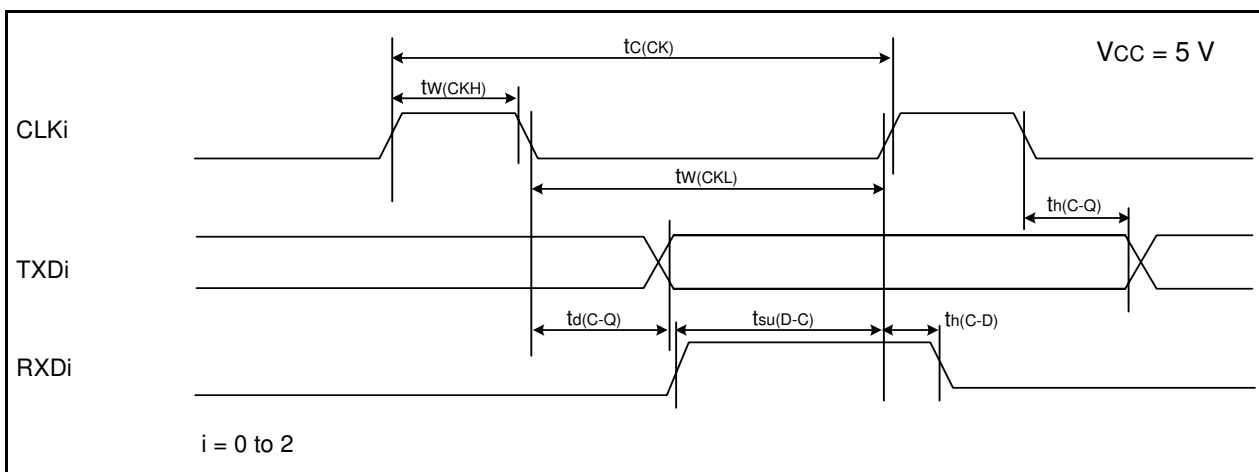 tC(CK)
VCC = 5 V
tW(CKH)
CLKi
tW(CKL)
th(C-Q)
TXDi
td(C-Q)
tsu(D-C)
th(C-D)
RXDi
i = 0 to 2